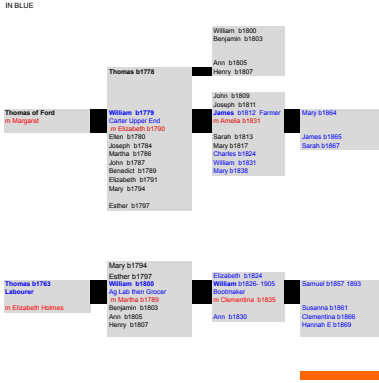 IN BLUE
William b1800
Benjamin b1803
Ann b1805
Henry b1807
Thomas b1778
Thomas of Ford
m Margaret
William b1779
Carter Upper End
m Elizabeth b1790
Ellen b1780
Joseph b1784
Martha b1786
John b1787
Benedict b1789
Elizabeth b1791
Mary b1794
Esther b1797
John b1809
Joseph b1811
James b1812 Farmer
m Amelia b1831
Sarah b1813
Mary b1817
Charles b1824
William b1831
Mary b1838
Mary b1864
James b1865
Sarah b1867
Thomas b1763
Labourer
m Elizabeth Holmes
Mary b1794
Esther b1797
William b1800
Ag Lab then Grocer
m Martha b1789
Benjamin b1803
Ann b1805
Henry b1807
Elizabeth b1824
William b1826- 1905
Bootmaker
m Clementina b1835
Ann b1830
Samuel b1857 1893
Susanna b1861
Clementina b1866
Hannah E b1869